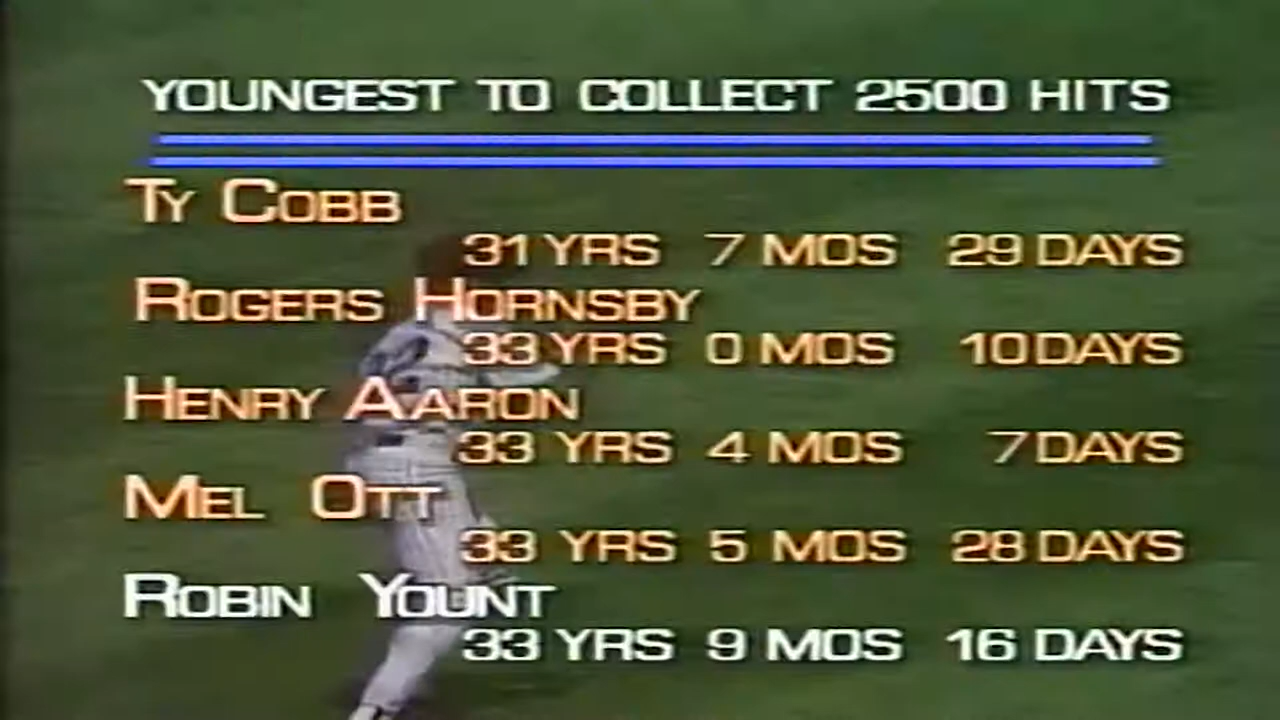 YOUNGEST TO COLLECT 2500 HITS
TY COBB
31 YRS 7 MOS 29 DAYS
ROGERS HORNSBY
33 YRS 0 MOS 10 DAYS
HENRY AARON
33 YRS 4 MOS 7 DAYS
MEL OTT
33 YRS 5 MOS 28 DAYS
ROBIN YOUNT
33 YRS 9 MOS 16 DAYS